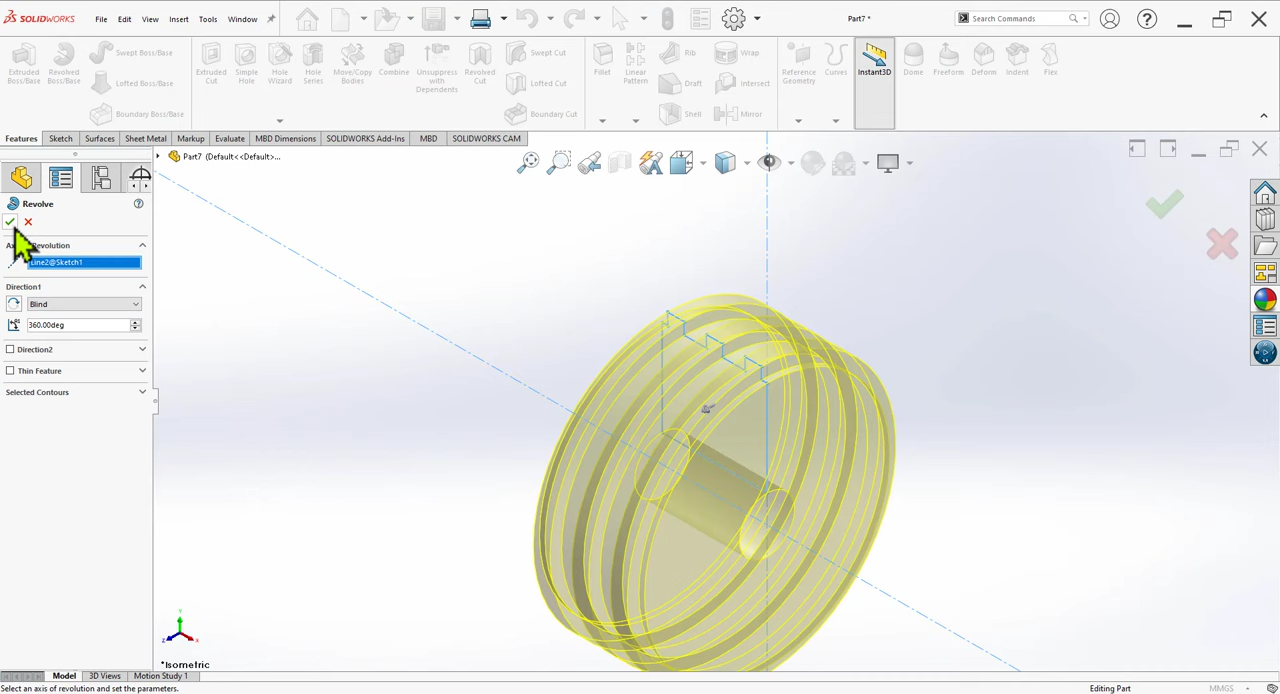 SOLIDWORKS File Edit View Insert Tools Window Part7 * Search Commands
Extruded Boss/Base Revolved Boss/Base Swept Boss/Base Lofted Boss/Base Boundary Boss/Base Extruded Cut Simple Hole Hole Wizard Hole Series Move/Copy Bodies Combine Unsuppress with Dependents Revolved Cut Swept Cut Lofted Cut Boundary Cut Fillet Linear Pattern Rib Draft Shell Wrap Intersect Mirror Reference Geometry Curves Instant3D Dome Freeform Deform Indent Flex
Features Sketch Surfaces Sheet Metal Markup Evaluate MBD Dimensions SOLIDWORKS Add-Ins MBD SOLIDWORKS CAM
Part7 (Default<<Default>...
Revolve
Revolution
Line2@Sketch1
Direction1
Blind
360.00deg
Direction2
Thin Feature
Selected Contours
Y
Z X
*Isometric
Model 3D Views Motion Study 1
Select an axis of revolution and set the parameters. Editing Part MMGS